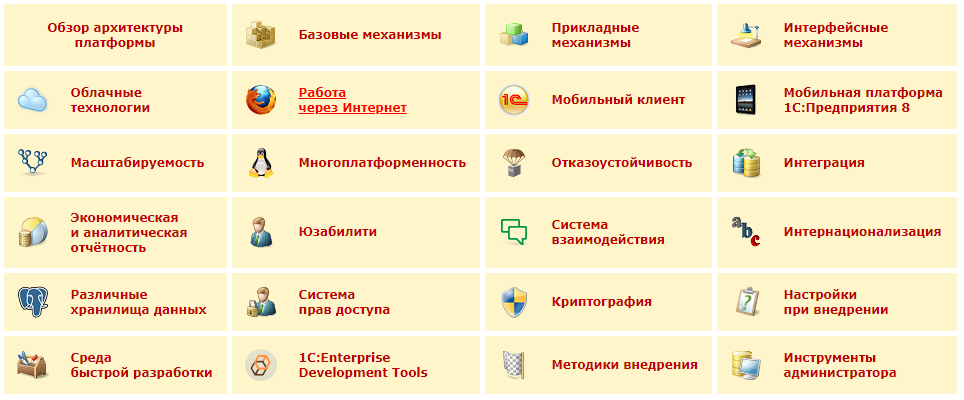 Обзор архитектуры
платформы
Базовые механизмы
Прикладные
механизмы
Интерфейсные
механизмы
Облачные
технологии
Работа
через Интернет
1С
Мобильный клиент
Мобильная платформа
1С:Предприятия 8
Масштабируемость
Многоплатформенность
Отказоустойчивость
Интеграция
Экономическая
и аналитическая
отчётность
Юзабилити
Система
взаимодействия
abc
Интернационализация
Различные
хранилища данных
Система
прав доступа
Криптография
?
Настройки
при внедрении
Среда
быстрой разработки
1C:Enterprise
Development Tools
Методики внедрения
Инструменты
администратора